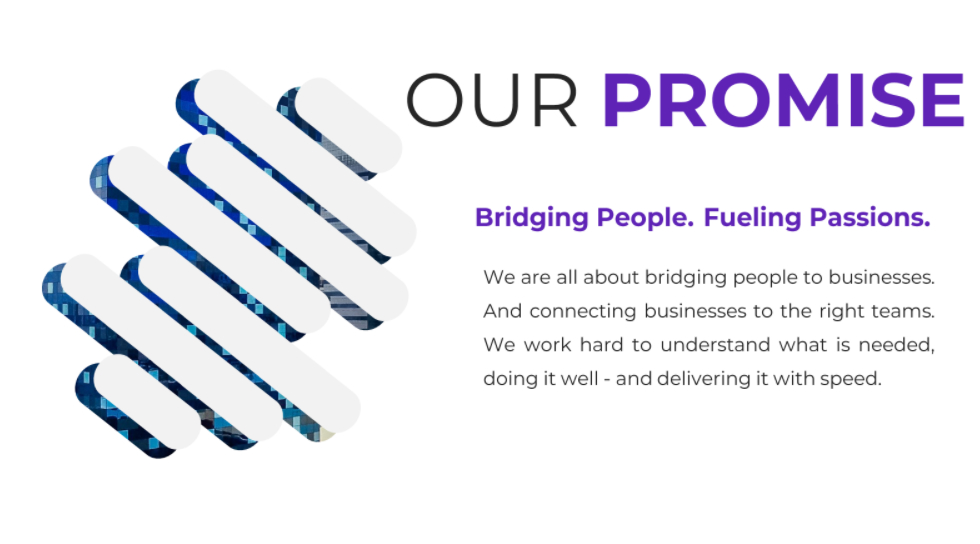 OUR PROMISE
Bridging People. Fueling Passions.
We are all about bridging people to businesses.
And connecting businesses to the right teams.
We work hard to understand what is needed,
doing it well - and delivering it with speed.